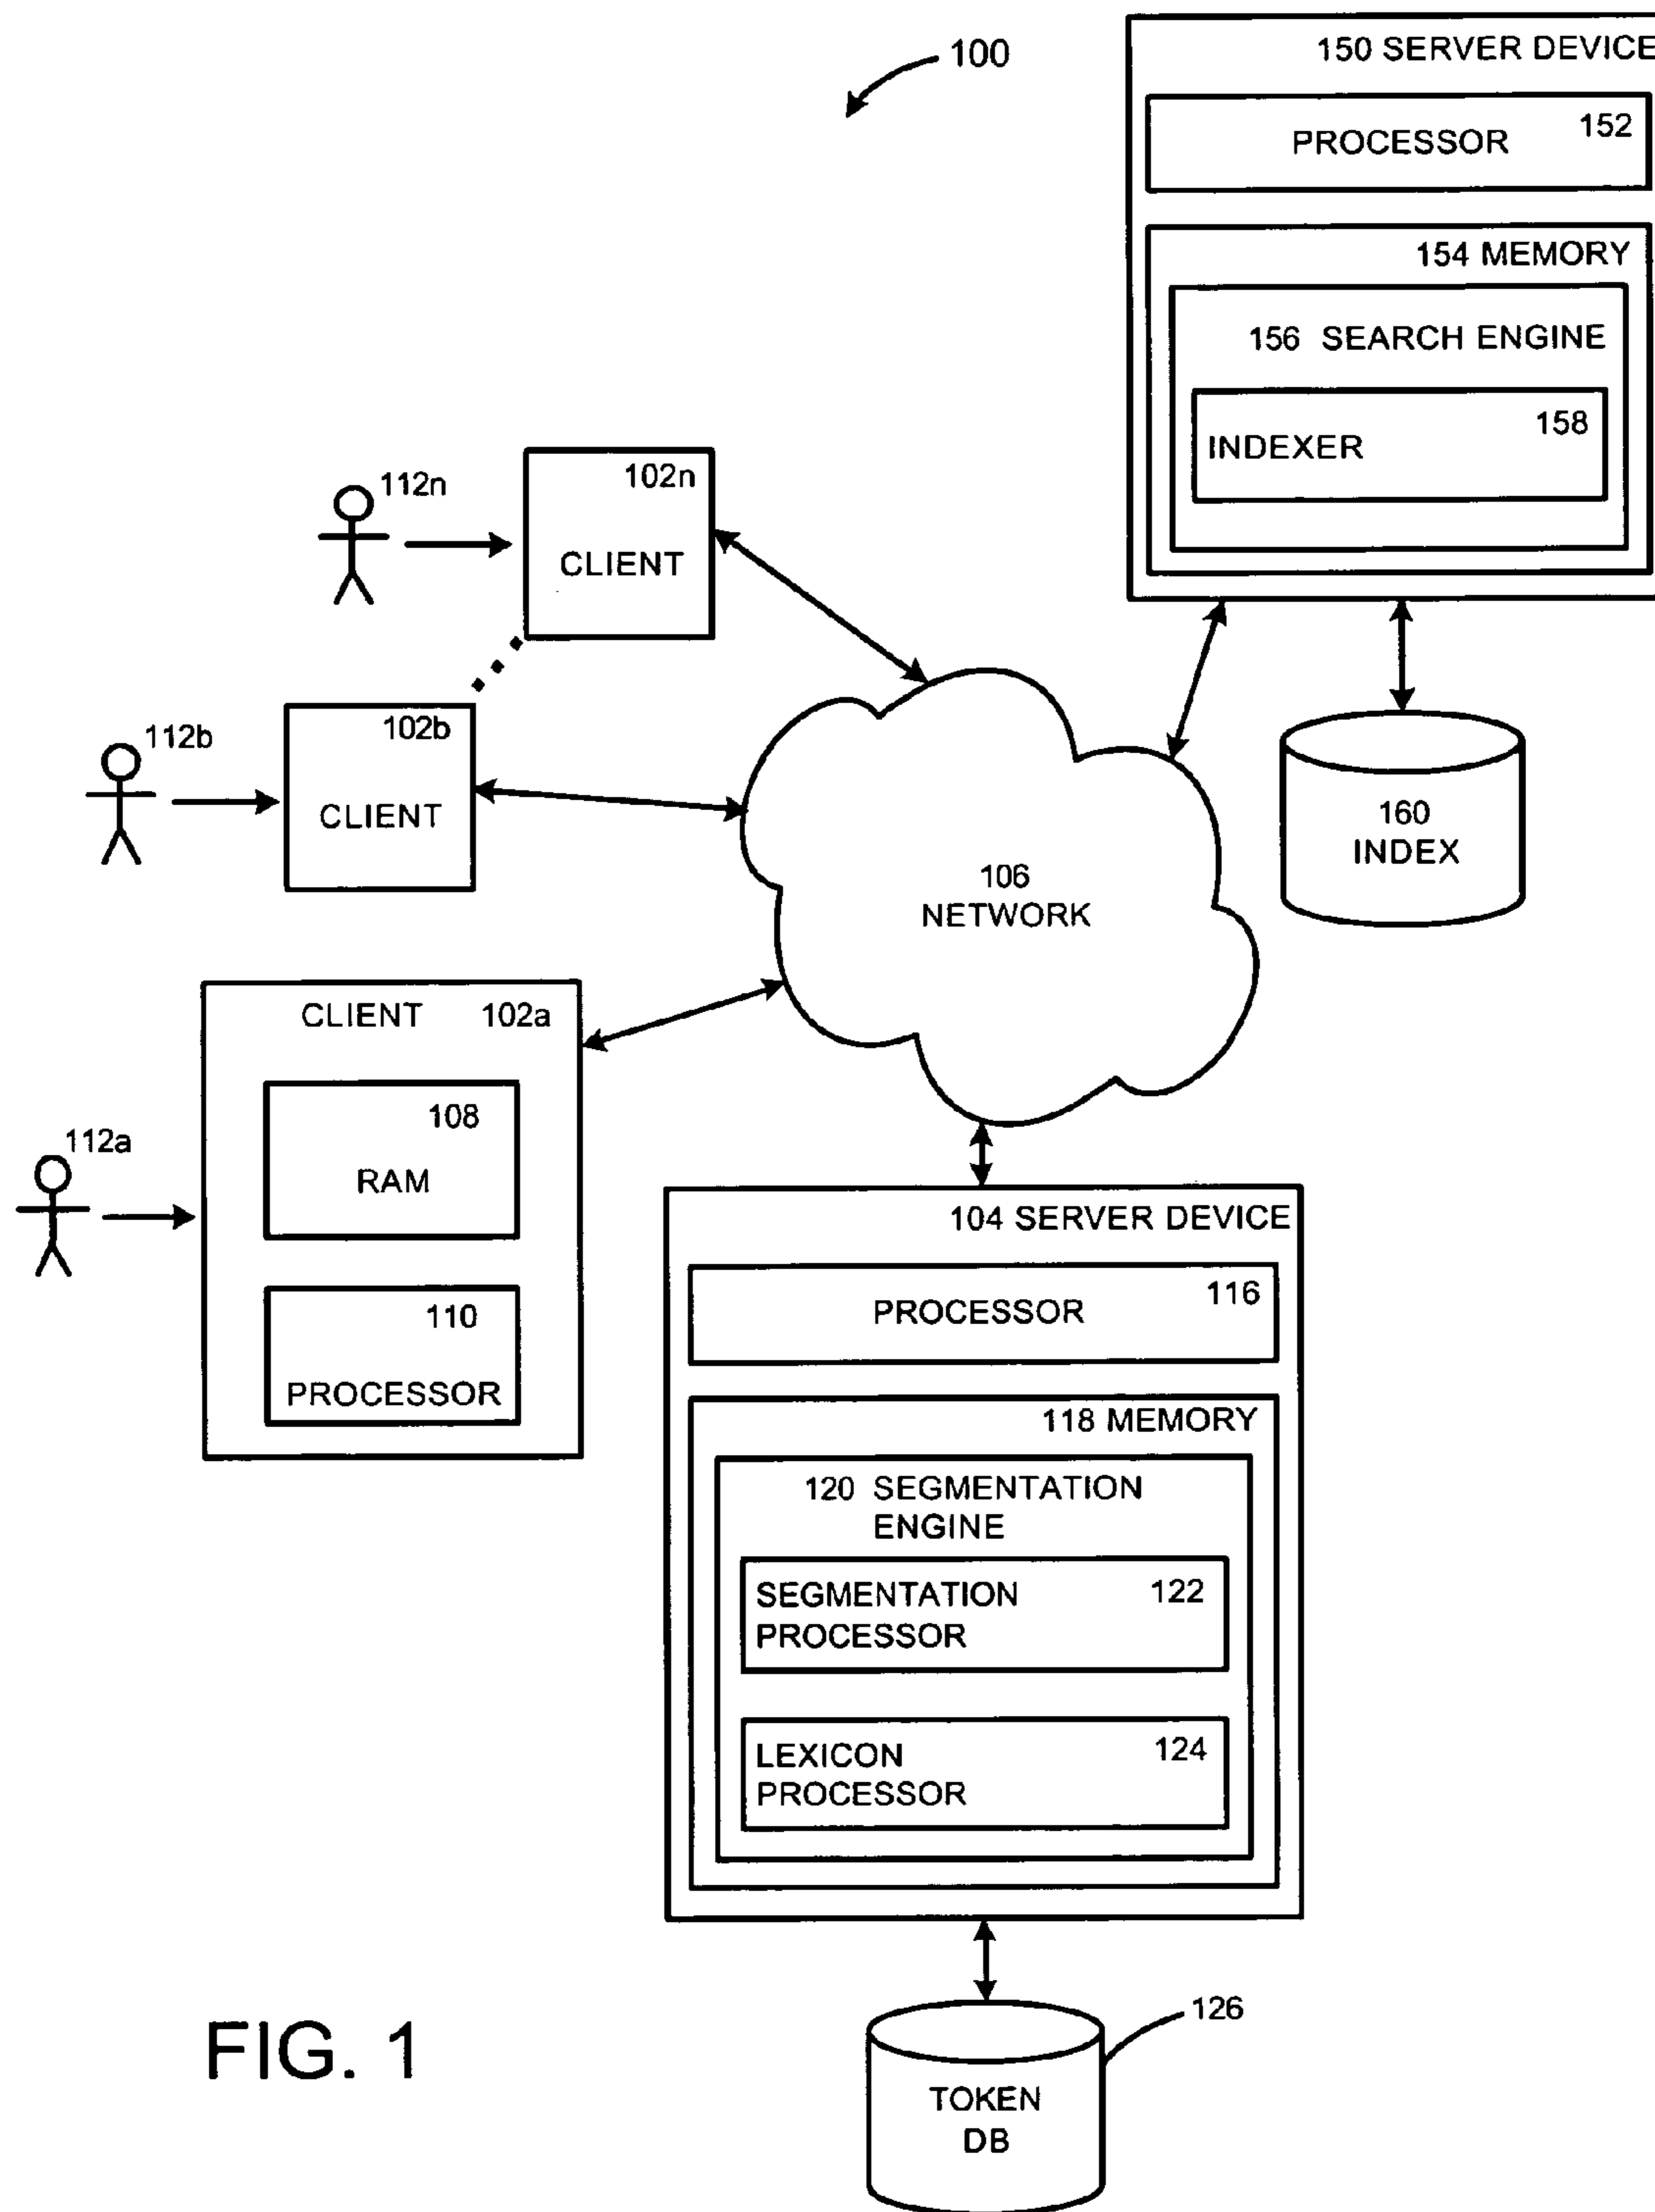 100
150 SERVER DEVICE
PROCESSOR 152
154 MEMORY
156 SEARCH ENGINE
INDEXER 158
160
INDEX
112n
102n
CLIENT
112b
102b
CLIENT
106
NETWORK
112a
CLIENT 102a
108
RAM
110
PROCESSOR
104 SERVER DEVICE
PROCESSOR 116
118 MEMORY
120 SEGMENTATION
ENGINE
SEGMENTATION 122
PROCESSOR
LEXICON 124
PROCESSOR
126
TOKEN
DB
FIG. 1